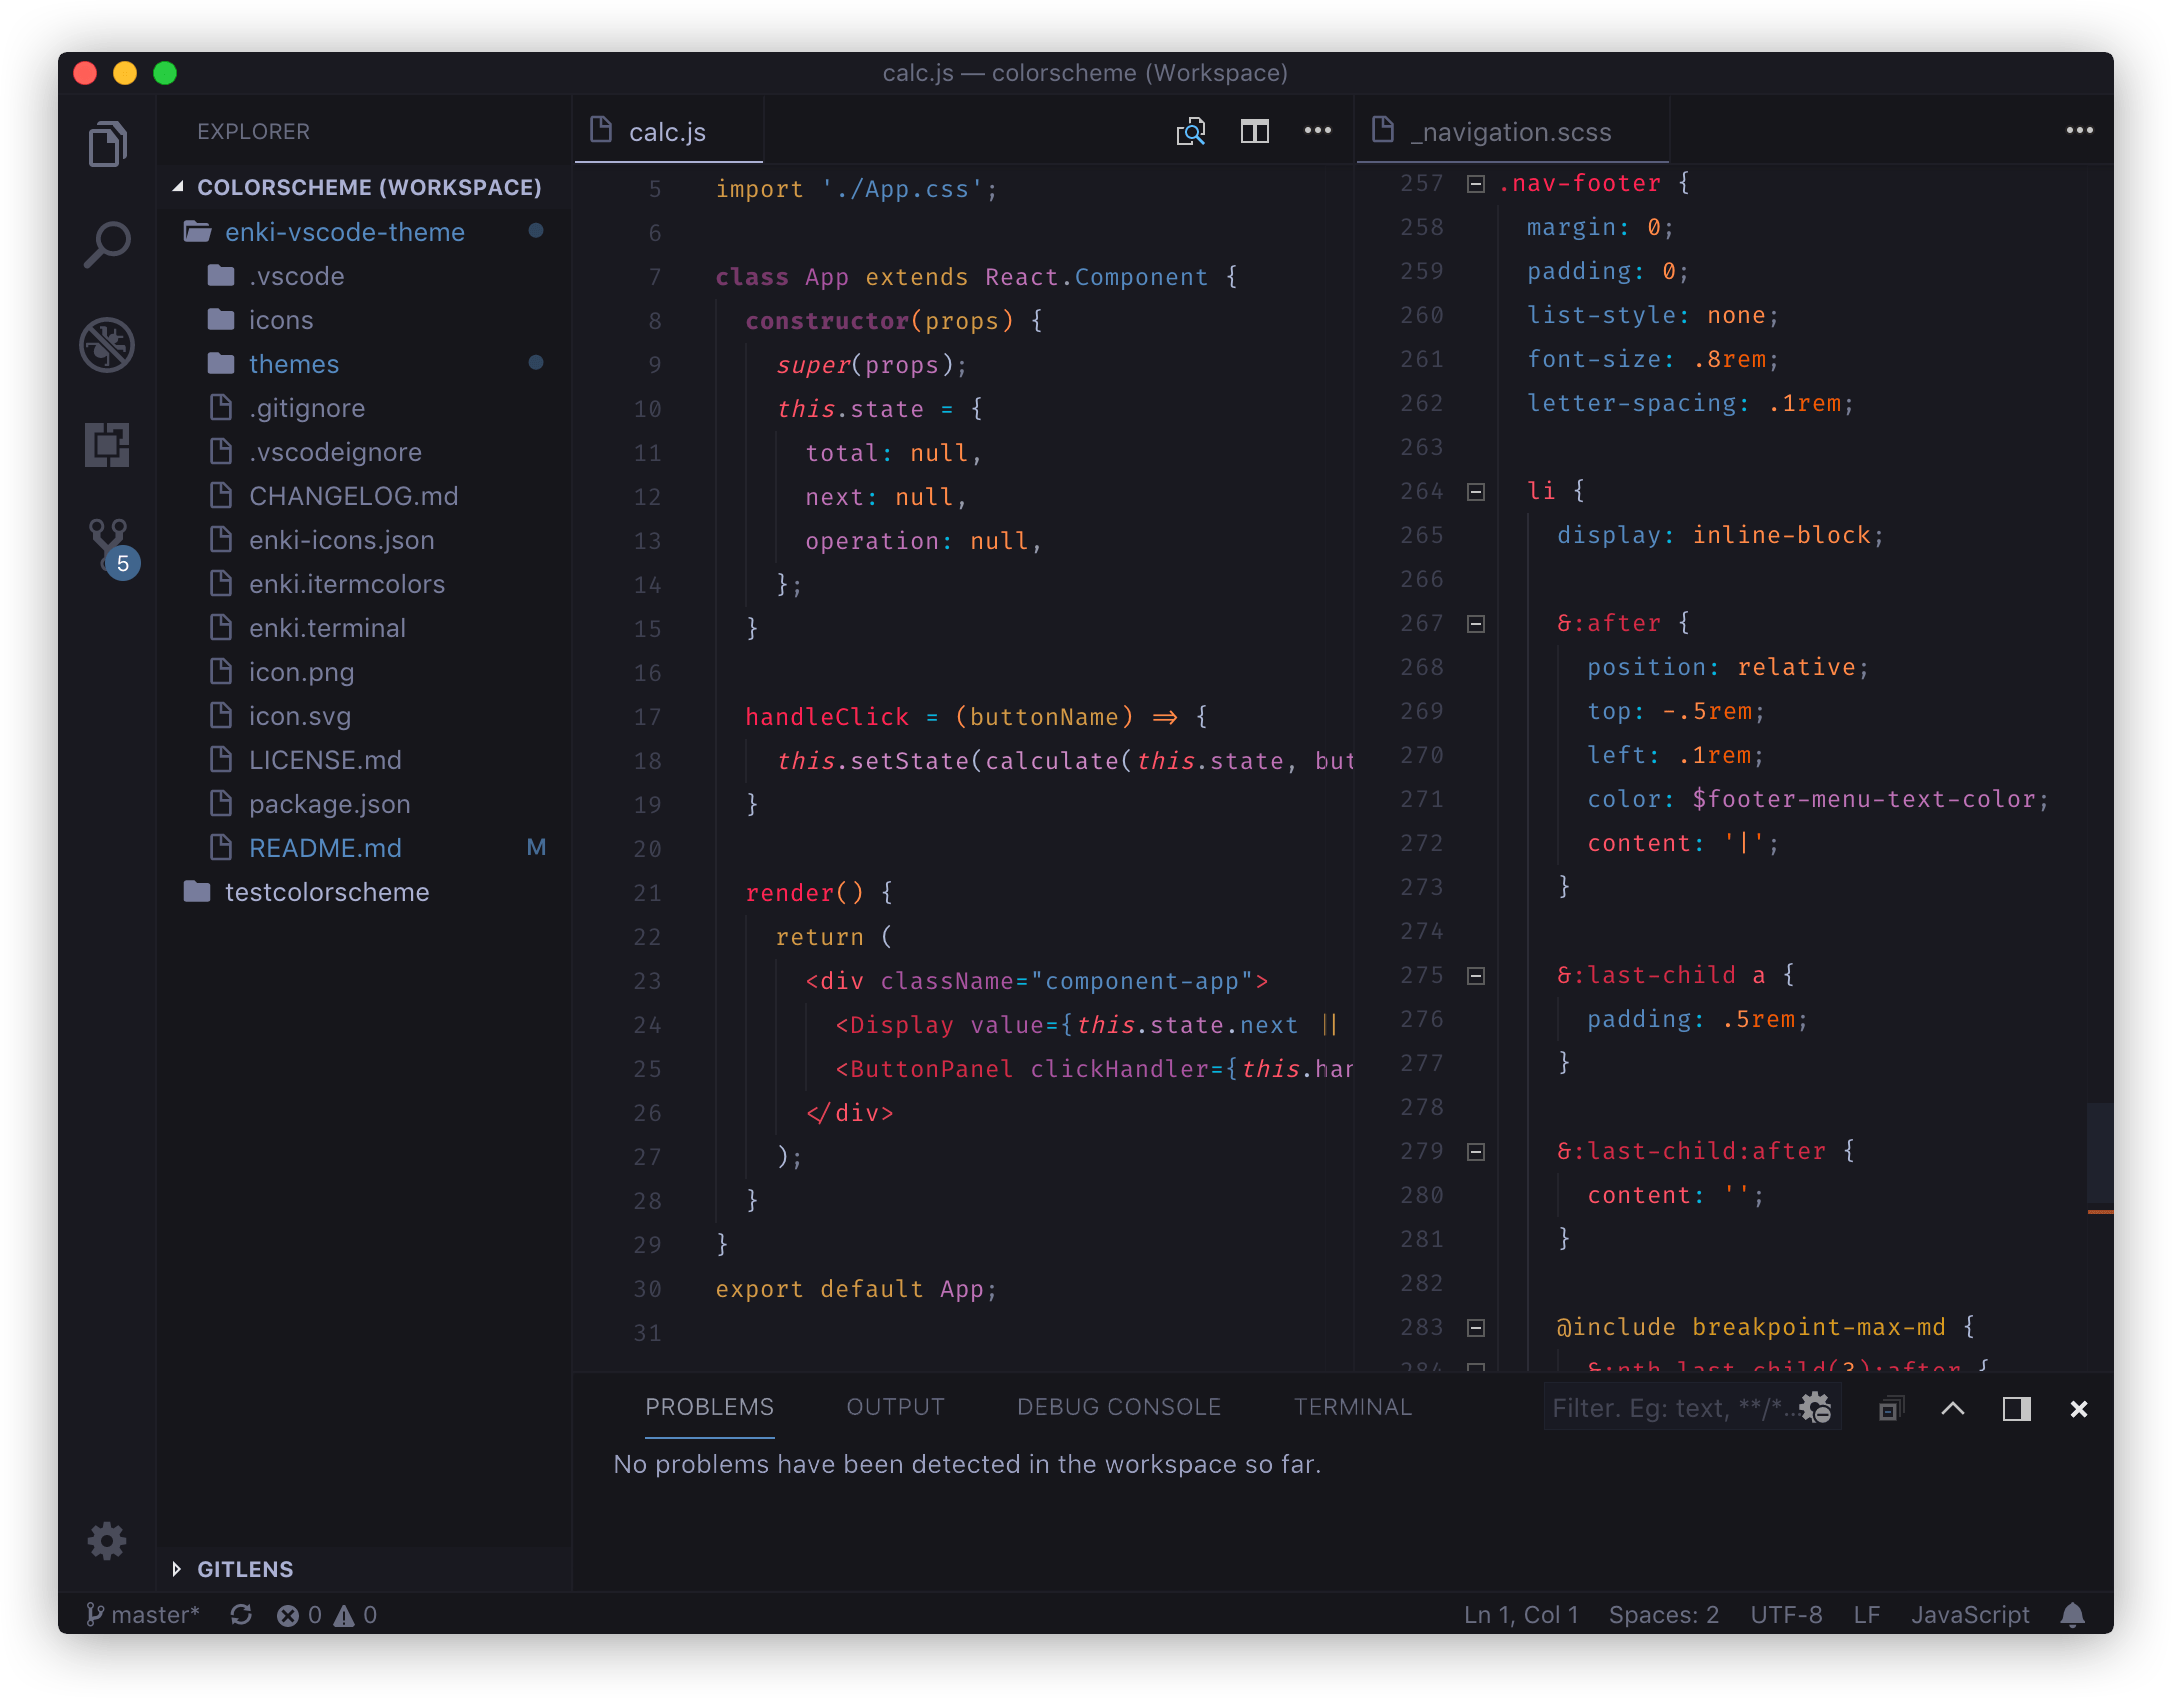 calc.js — colorscheme (Workspace)
EXPLORER
COLORSCHEME (WORKSPACE)
enki-vscode-theme
.vscode
icons
themes
.gitignore
.vscodeignore
CHANGELOG.md
enki-icons.json
enki.itermcolors
enki.terminal
icon.png
icon.svg
LICENSE.md
package.json
README.md M
testcolorscheme
GITLENS
5
calc.js
5 import './App.css';
6
7 class App extends React.Component {
8 constructor(props) {
9 super(props);
10 this.state = {
11 total: null,
12 next: null,
13 operation: null,
14 };
15 }
16
17 handleClick = (buttonName) => {
18 this.setState(calculate(this.state, but
19 }
20
21 render() {
22 return (
23 <div className="component-app">
24 <Display value={this.state.next ||
25 <ButtonPanel clickHandler={this.han
26 </div>
27 );
28 }
29 }
30 export default App;
31
_navigation.scss
257 .nav-footer {
258 margin: 0;
259 padding: 0;
260 list-style: none;
261 font-size: .8rem;
262 letter-spacing: .1rem;
263
264 li {
265 display: inline-block;
266
267 &:after {
268 position: relative;
269 top: -.5rem;
270 left: .1rem;
271 color: $footer-menu-text-color;
272 content: '|';
273 }
274
275 &:last-child a {
276 padding: .5rem;
277 }
278
279 &:last-child:after {
280 content: '';
281 }
282
283 @include breakpoint-max-md {
284 &:nth-last-child(3):after {
PROBLEMS OUTPUT DEBUG CONSOLE TERMINAL Filter. Eg: text, **/*...
No problems have been detected in the workspace so far.
master* 0 0 Ln 1, Col 1 Spaces: 2 UTF-8 LF JavaScript